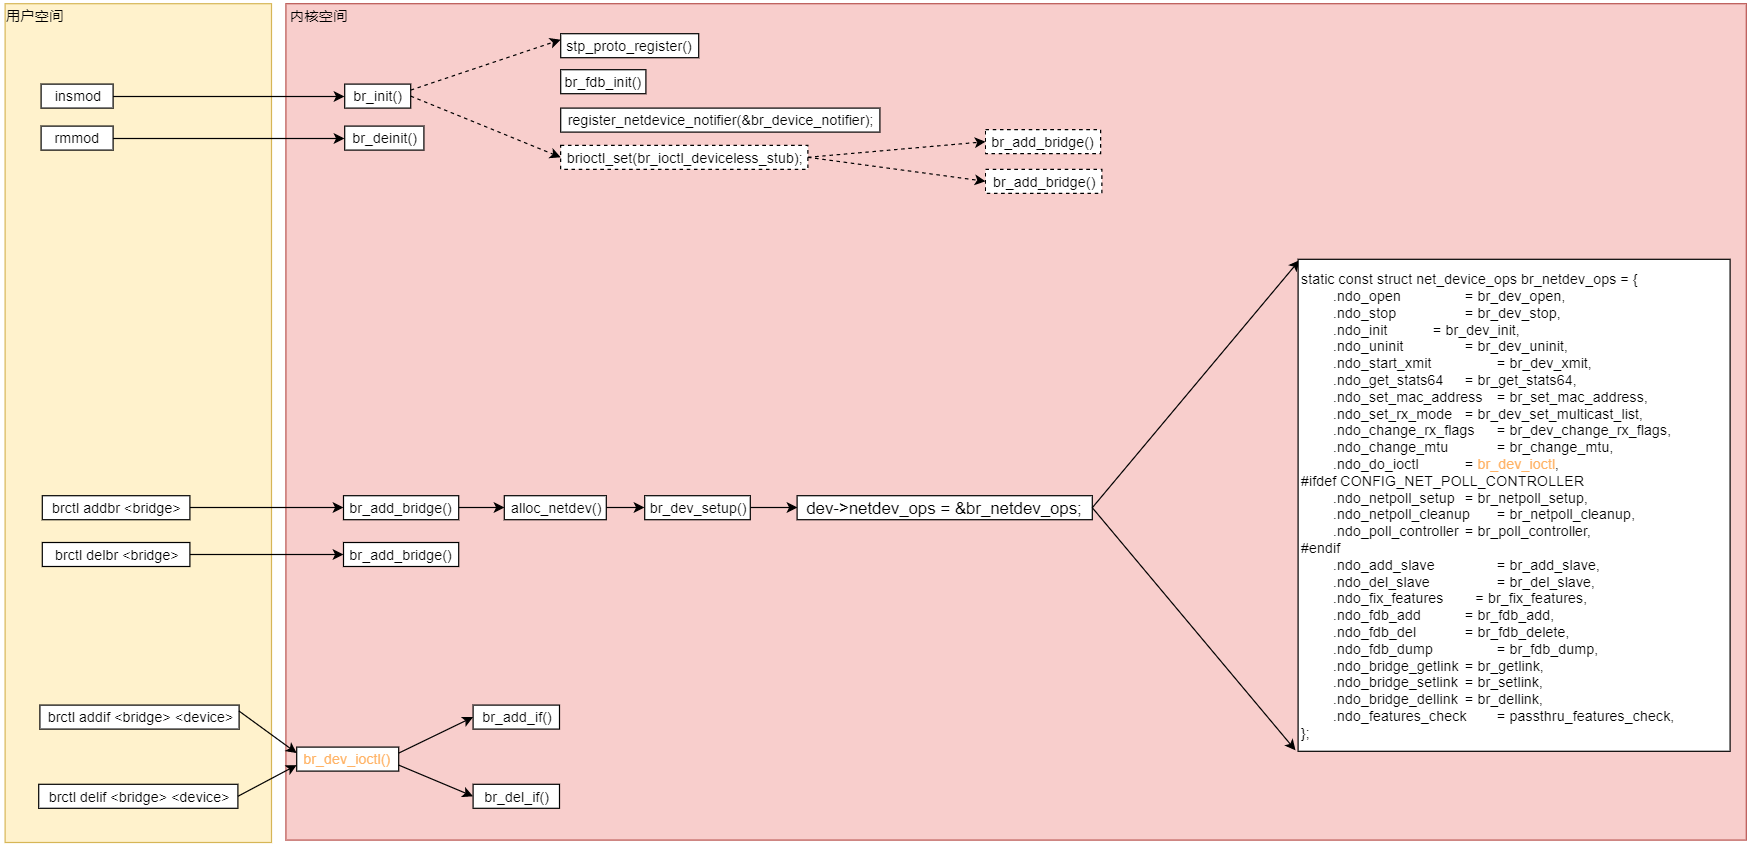 用户空间
内核空间
stp_proto_register()
br_fdb_init()
insmod
br_init()
register_netdevice_notifier(&br_device_notifier);
rmmod
br_deinit()
brioctl_set(br_ioctl_deviceless_stub);
br_add_bridge()
br_add_bridge()
static const struct net_device_ops br_netdev_ops = {
.ndo_open = br_dev_open,
.ndo_stop = br_dev_stop,
.ndo_init = br_dev_init,
.ndo_uninit = br_dev_uninit,
.ndo_start_xmit = br_dev_xmit,
.ndo_get_stats64 = br_get_stats64,
.ndo_set_mac_address = br_set_mac_address,
.ndo_set_rx_mode = br_dev_set_multicast_list,
.ndo_change_rx_flags = br_dev_change_rx_flags,
.ndo_change_mtu = br_change_mtu,
.ndo_do_ioctl = br_dev_ioctl,
#ifdef CONFIG_NET_POLL_CONTROLLER
.ndo_netpoll_setup = br_netpoll_setup,
.ndo_netpoll_cleanup = br_netpoll_cleanup,
.ndo_poll_controller = br_poll_controller,
#endif
.ndo_add_slave = br_add_slave,
.ndo_del_slave = br_del_slave,
.ndo_fix_features = br_fix_features,
.ndo_fdb_add = br_fdb_add,
.ndo_fdb_del = br_fdb_delete,
.ndo_fdb_dump = br_fdb_dump,
.ndo_bridge_getlink = br_getlink,
.ndo_bridge_setlink = br_setlink,
.ndo_bridge_dellink = br_dellink,
.ndo_features_check = passthru_features_check,
};
brctl addbr <bridge>
br_add_bridge()
alloc_netdev()
br_dev_setup()
dev->netdev_ops = &br_netdev_ops;
brctl delbr <bridge>
br_add_bridge()
brctl addif <bridge> <device>
br_add_if()
br_dev_ioctl()
brctl delif <bridge> <device>
br_del_if()